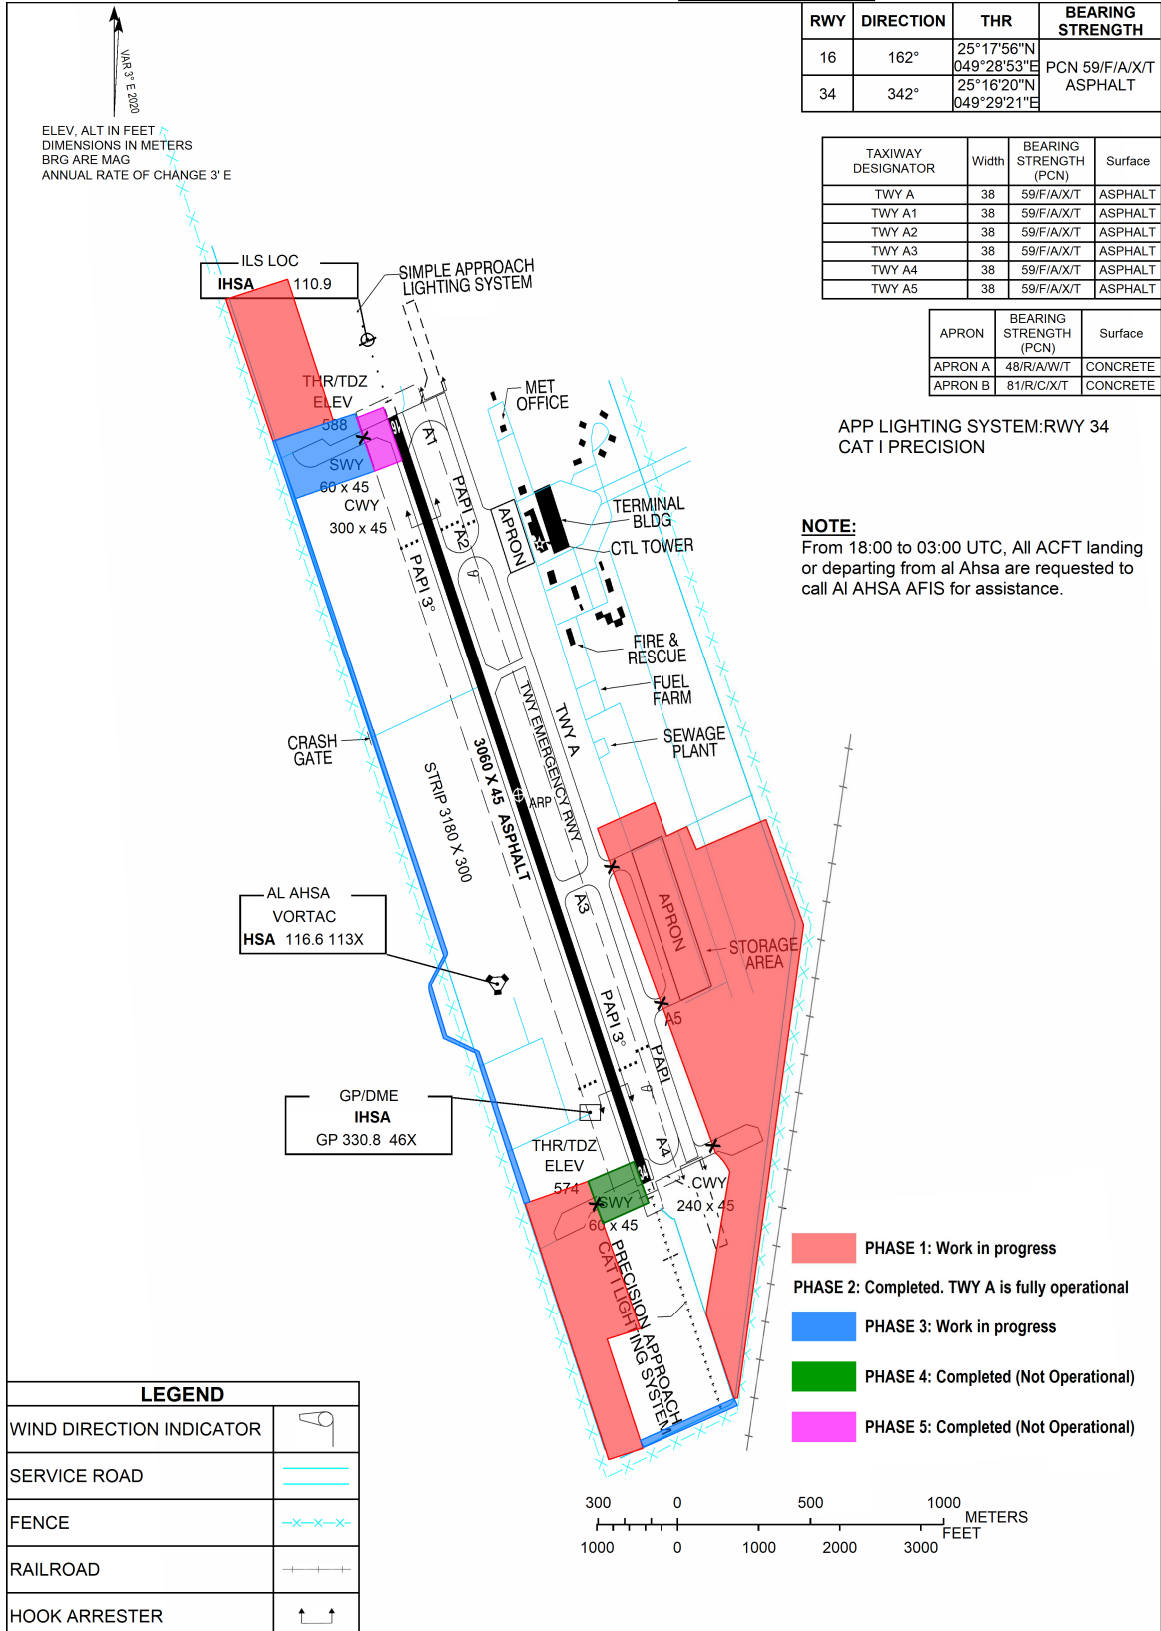 RWY DIRECTION THR BEARING STRENGTH
16 162° 25°17'56"N 049°28'53"E PCN 59/F/A/X/T ASPHALT
34 342° 25°16'20"N 049°29'21"E
VAR 3° E 2020
ELEV, ALT IN FEET
DIMENSIONS IN METERS
BRG ARE MAG
ANNUAL RATE OF CHANGE 3' E
TAXIWAY DESIGNATOR Width BEARING STRENGTH (PCN) Surface
TWY A 38 59/F/A/X/T ASPHALT
TWY A1 38 59/F/A/X/T ASPHALT
TWY A2 38 59/F/A/X/T ASPHALT
TWY A3 38 59/F/A/X/T ASPHALT
TWY A4 38 59/F/A/X/T ASPHALT
TWY A5 38 59/F/A/X/T ASPHALT
APRON BEARING STRENGTH (PCN) Surface
APRON A 48/R/A/W/T CONCRETE
APRON B 81/R/C/X/T CONCRETE
APP LIGHTING SYSTEM:RWY 34
CAT I PRECISION
NOTE:
From 18:00 to 03:00 UTC, All ACFT landing
or departing from al Ahsa are requested to
call Al AHSA AFIS for assistance.
ILS LOC
IHSA 110.9
SIMPLE APPROACH
LIGHTING SYSTEM
THR/TDZ
ELEV
588
SWY
60 x 45
CWY
300 x 45
MET
OFFICE
A1
PAPI
A2
APRON
PAPI 3°
TERMINAL
BLDG
CTL TOWER
FIRE &
RESCUE
FUEL
FARM
SEWAGE
PLANT
TWY A
TWY EMERGENCY RWY
CRASH
GATE
3060 X 45 ASPHALT
ARP
STRIP 3180 X 300
AL AHSA
VORTAC
HSA 116.6 113X
A3
APRON
STORAGE
AREA
A5
PAPI 3°
PAPI
GP/DME
IHSA
GP 330.8 46X
A4
THR/TDZ
ELEV
574
SWY
60 x 45
CWY
240 x 45
PRECISION APPROACH
CAT I LIGHTING SYSTEM
PHASE 1: Work in progress
PHASE 2: Completed. TWY A is fully operational
PHASE 3: Work in progress
PHASE 4: Completed (Not Operational)
PHASE 5: Completed (Not Operational)
LEGEND
WIND DIRECTION INDICATOR
SERVICE ROAD
FENCE
RAILROAD
HOOK ARRESTER
300 0 500 1000
METERS
FEET
1000 0 1000 2000 3000